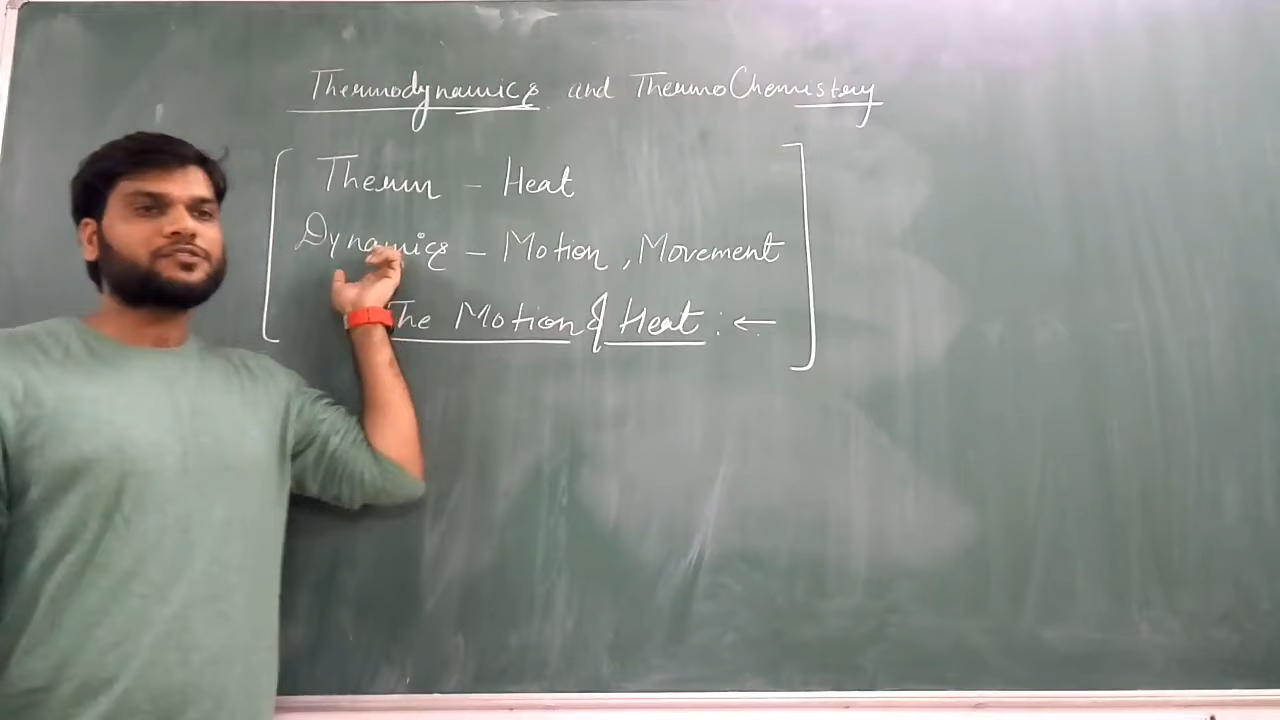 Thermodynamics and ThermoChemistry
Therm - Heat
Dynamics - Motion, Movement
The Motion of Heat : ←